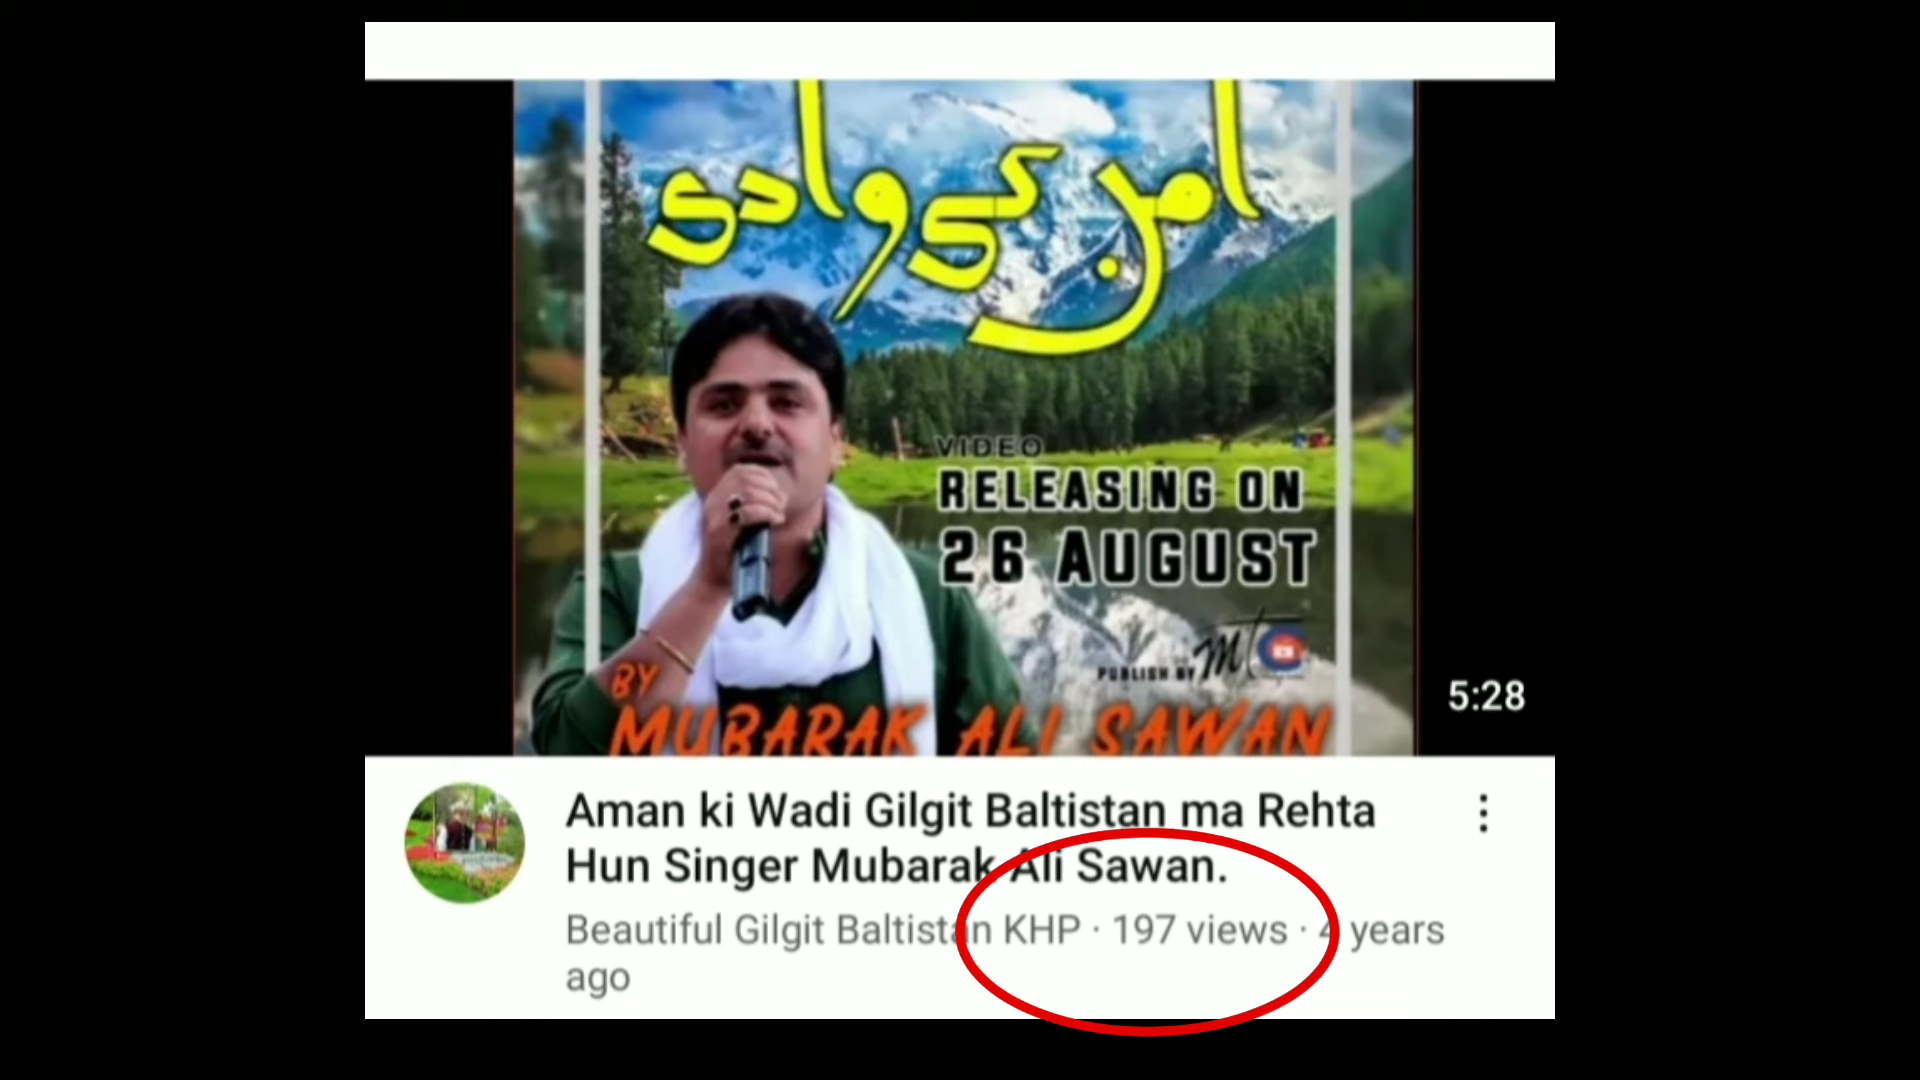 امن کی وادی
VIDEO
RELEASING ON
26 AUGUST
PUBLISH BY MTC
BY
MUBARAK ALI SAWAN
5:28
Aman ki Wadi Gilgit Baltistan ma Rehta
Hun Singer Mubarak Ali Sawan.
Beautiful Gilgit Baltistan KHP · 197 views · 4 years
ago